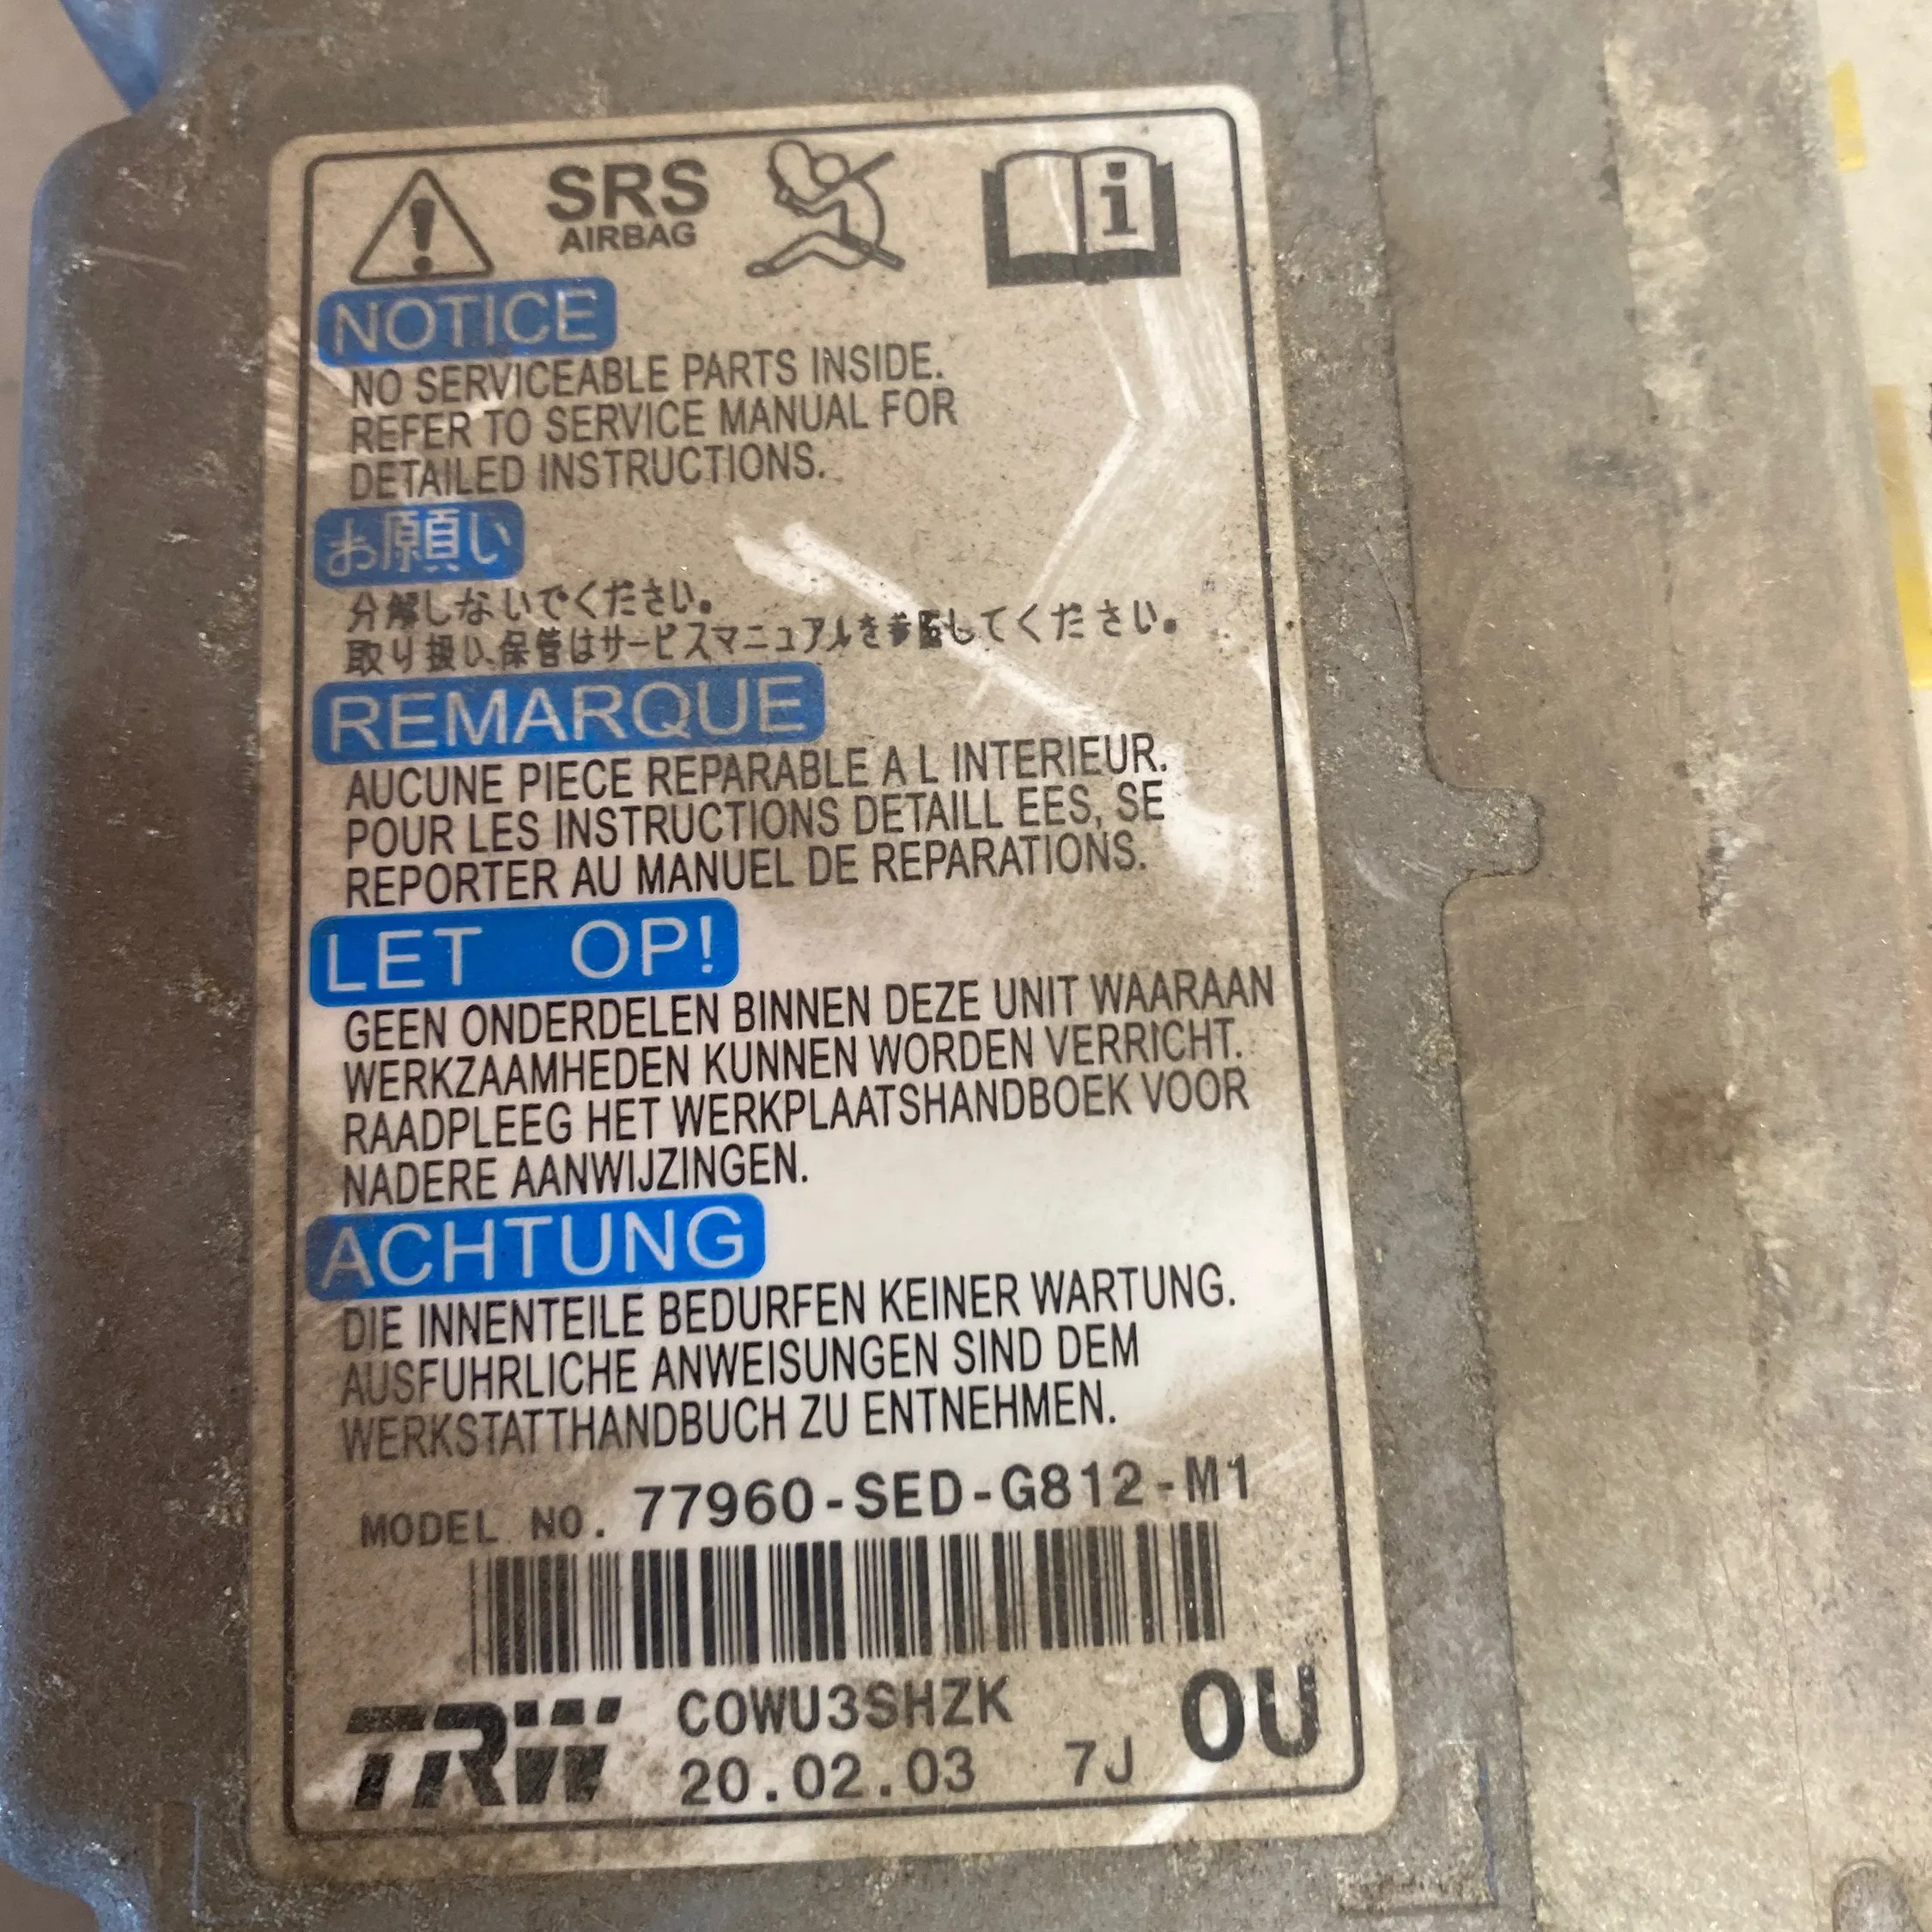 SRS
AIRBAG
i
NOTICE
NO SERVICEABLE PARTS INSIDE.
REFER TO SERVICE MANUAL FOR
DETAILED INSTRUCTIONS.
お願い
分解しないでください。
取り扱い、保管はサービスマニュアルを参照してください。
REMARQUE
AUCUNE PIECE REPARABLE A L INTERIEUR.
POUR LES INSTRUCTIONS DETAILL EES, SE
REPORTER AU MANUEL DE REPARATIONS.
LET OP!
GEEN ONDERDELEN BINNEN DEZE UNIT WAARAAN
WERKZAAMHEDEN KUNNEN WORDEN VERRICHT.
RAADPLEEG HET WERKPLAATSHANDBOEK VOOR
NADERE AANWIJZINGEN.
ACHTUNG
DIE INNENTEILE BEDURFEN KEINER WARTUNG.
AUSFUHRLICHE ANWEISUNGEN SIND DEM
WERKSTATTHANDBUCH ZU ENTNEHMEN.
MODEL NO. 77960-SED-G812-M1
TRW COWU3SHZK 0U
20.02.03 7J